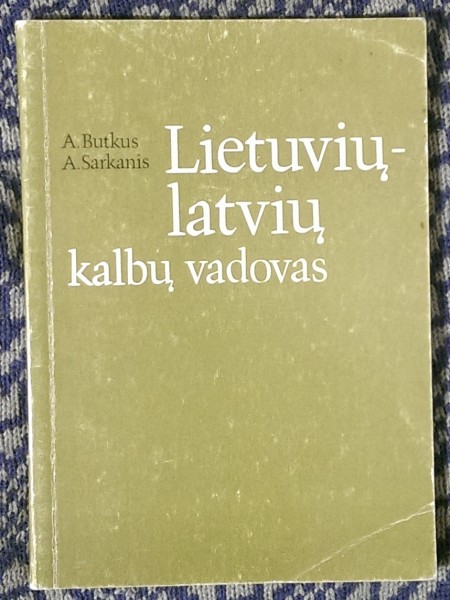 A. Butkus
A. Sarkanis
Lietuvių-
latvių
kalbų vadovas